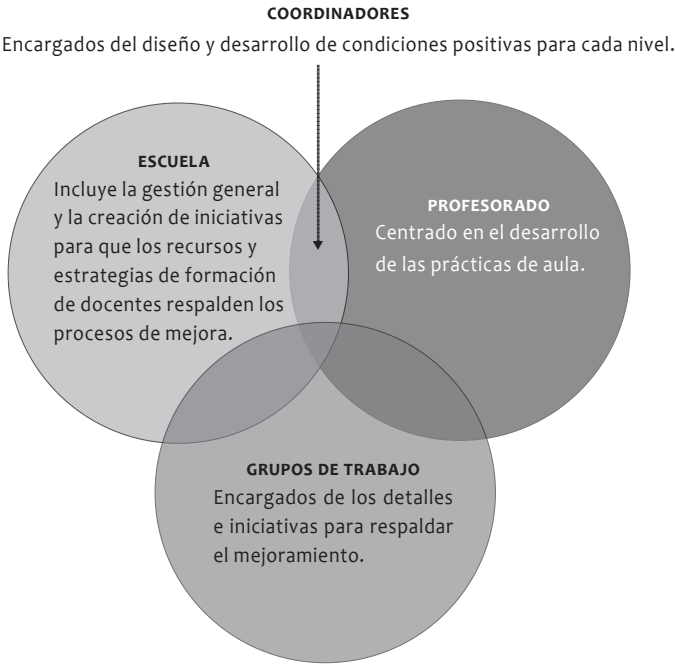 COORDINADORES
Encargados del diseño y desarrollo de condiciones positivas para cada nivel.
ESCUELA
Incluye la gestión general
y la creación de iniciativas
para que los recursos y
estrategias de formación
de docentes respalden los
procesos de mejora.
PROFESORADO
Centrado en el desarrollo
de las prácticas de aula.
GRUPOS DE TRABAJO
Encargados de los detalles
e iniciativas para respaldar
el mejoramiento.